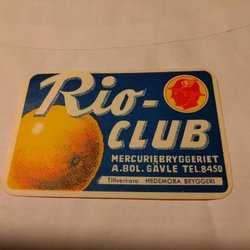 Rio-
CLUB
MERCURIEBRYGGERIET
A.BOL. GÄVLE TEL. 8450
Tillverkare: HEDEMORA BRYGGERI